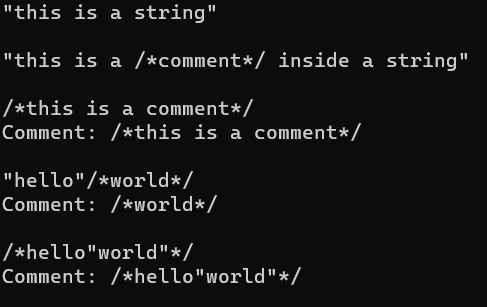 "this is a string"
"this is a /*comment*/ inside a string"
/*this is a comment*/
Comment: /*this is a comment*/
"hello"/*world*/
Comment: /*world*/
/*hello"world"*/
Comment: /*hello"world"*/